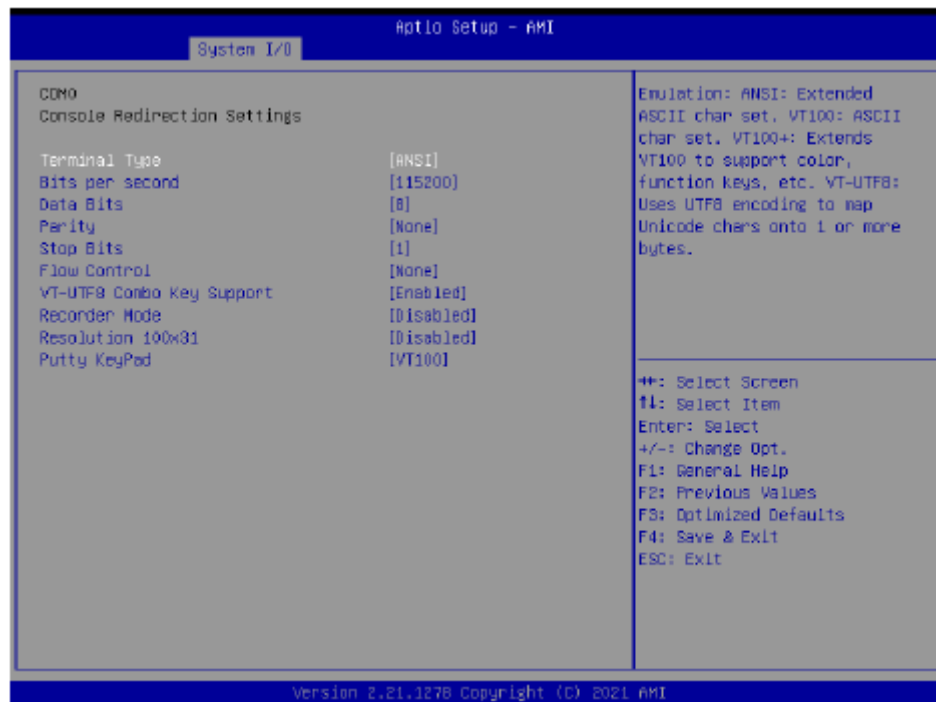 Aptio Setup - AMI
System I/O
COM0
Console Redirection Settings
Terminal Type [ANSI]
Bits per second [115200]
Data Bits [8]
Parity [None]
Stop Bits [1]
Flow Control [None]
VT-UTF8 Combo Key Support [Enabled]
Recorder Mode [Disabled]
Resolution 100x31 [Disabled]
Putty KeyPad [VT100]
Emulation: ANSI: Extended
ASCII char set. VT100: ASCII
char set. VT100+: Extends
VT100 to support color,
function keys, etc. VT-UTF8:
Uses UTF8 encoding to map
Unicode chars onto 1 or more
bytes.
→←: Select Screen
↑↓: Select Item
Enter: Select
+/-: Change Opt.
F1: General Help
F2: Previous Values
F3: Optimized Defaults
F4: Save & Exit
ESC: Exit
Version 2.21.1278 Copyright (C) 2021 AMI